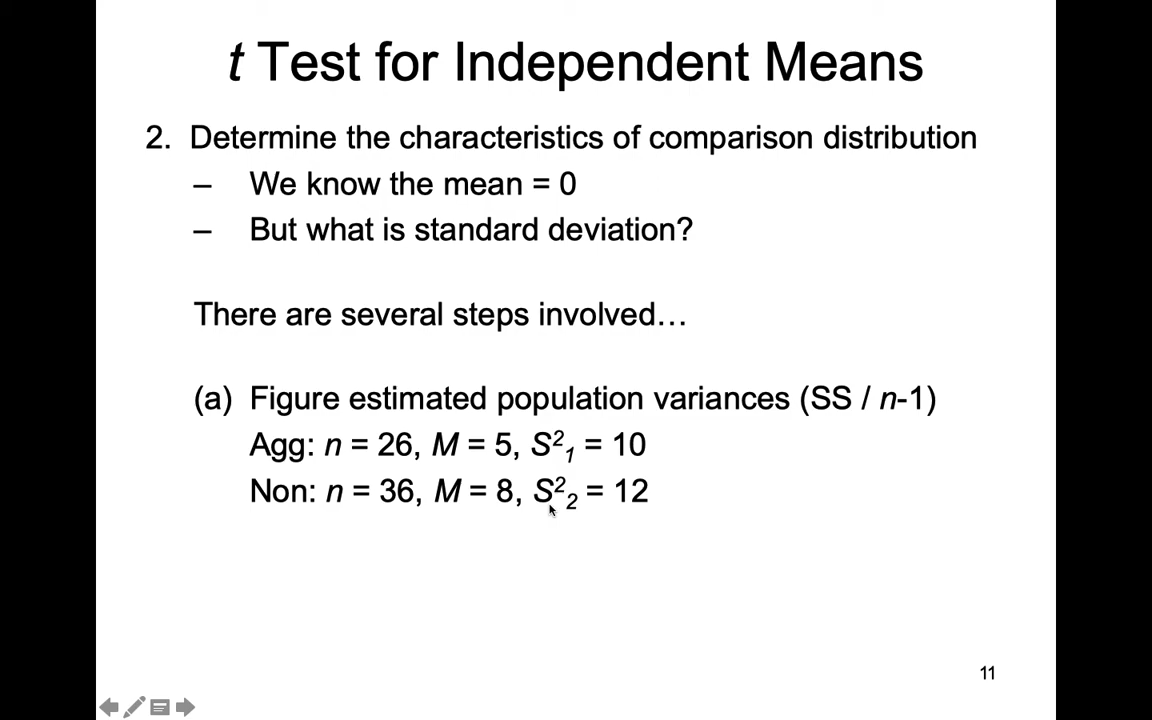 t Test for Independent Means
2. Determine the characteristics of comparison distribution
– We know the mean = 0
– But what is standard deviation?
There are several steps involved…
(a) Figure estimated population variances (SS / n-1)
Agg: n = 26, M = 5, S²₁ = 10
Non: n = 36, M = 8, S²₂ = 12
11